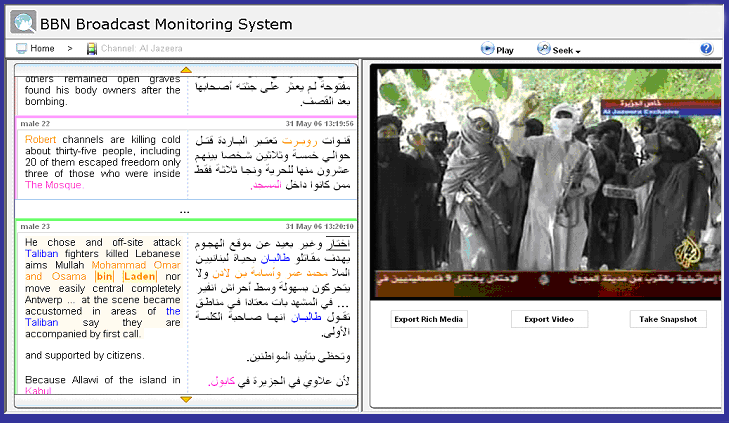 BBN Broadcast Monitoring System
Home > Channel: Al Jazeera
Play
Seek
?
others remained open graves
found his body owners after the
bombing.
مفتوحة لم يعثر على جثته أصحابها
بعد القصف.
male 22
31 May 06 13:19:56
Robert channels are killing cold
about thirty-five people, including
20 of them escaped freedom only
three of those who were inside
The Mosque.
قنوات روبرت تعتبر الباردة قتل
حوالي خمسة وثلاثين شخصا بينهم
عشرون منها للحرية ونجا ثلاثة فقط
ممن كانوا داخل المسجد.
...
male 23
31 May 06 13:20:10
He chose and off-site attack
Taliban fighters killed Lebanese
aims Mullah Mohammad Omar
and Osama bin Laden nor
move easily central completely
Antwerp ... at the scene became
accustomed in areas of the
Taliban say they are
accompanied by first call.
and supported by citizens.
Because Allawi of the island in
Kabul
أختار وغير بعيد عن موقع الهجوم
يهدف مقاتلو طالبان بحياة لبنانيين
الملا محمد عمر وأسامة بن لادن ولا
يتحركون بسهولة وسط أحراش أنفير
... في المشهد بات معتادا في مناطق
تقول طالبان انها صاحبة الكلمة
الأولى.
وتحظى بتأييد المواطنين.
لأن علاوي في الجزيرة في كابول.
خاص الجزيرة
Al Jazeera Exclusive
الجزيرة
إسرائيلية بالقرب من مدينة المجدل
الاحتلال يعتقل 9 فلسطينيين في
Export Rich Media
Export Video
Take Snapshot